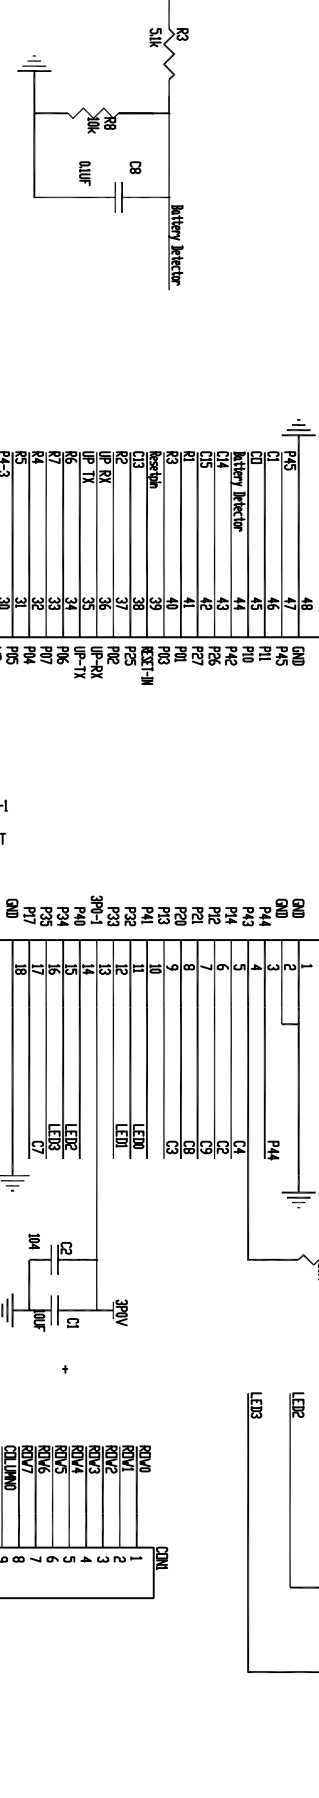 R3
5.1k
R8
10k
C8
0.1UF
Battery Detector
P45
C1
C0
Battery Detector
C14
C15
R1
R3
Resetpin
C13
R2
UP RX
UP TX
R6
R7
R4
R5
P4-3
48
47
46
45
44
43
42
41
40
39
38
37
36
35
34
33
32
31
30
GND
P45
P11
P10
P42
P26
P27
P01
P03
RESET-IN
P25
P02
UP-RX
UP-TX
P06
P07
P04
P05
-1
T
GND
GND
P44
P43
P14
P12
P21
P20
P13
P41
P32
P33
3P0-1
P40
P34
P35
P17
GND
1
2
3
4
5
6
7
8
9
10
11
12
13
14
15
16
17
18
P44
C4
C2
C9
C8
C3
LED0
LED1
LED2
LED3
C7
C2
104
3P0V
C1
10UF
+
LED2
LED3
ROW0
ROW1
ROW2
ROW3
ROW4
ROW5
ROW6
ROW7
COLUMN0
CON1
1
2
3
4
5
6
7
8
9